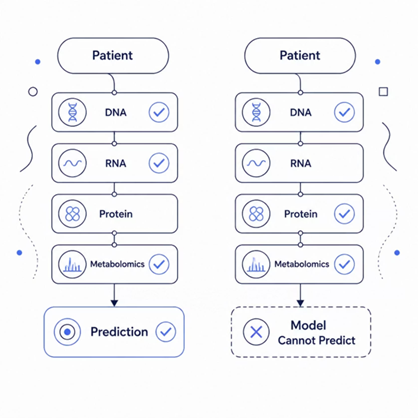 Patient
DNA
RNA
Protein
Metabolomics
Prediction
Patient
DNA
RNA
Protein
Metabolomics
Model
Cannot Predict